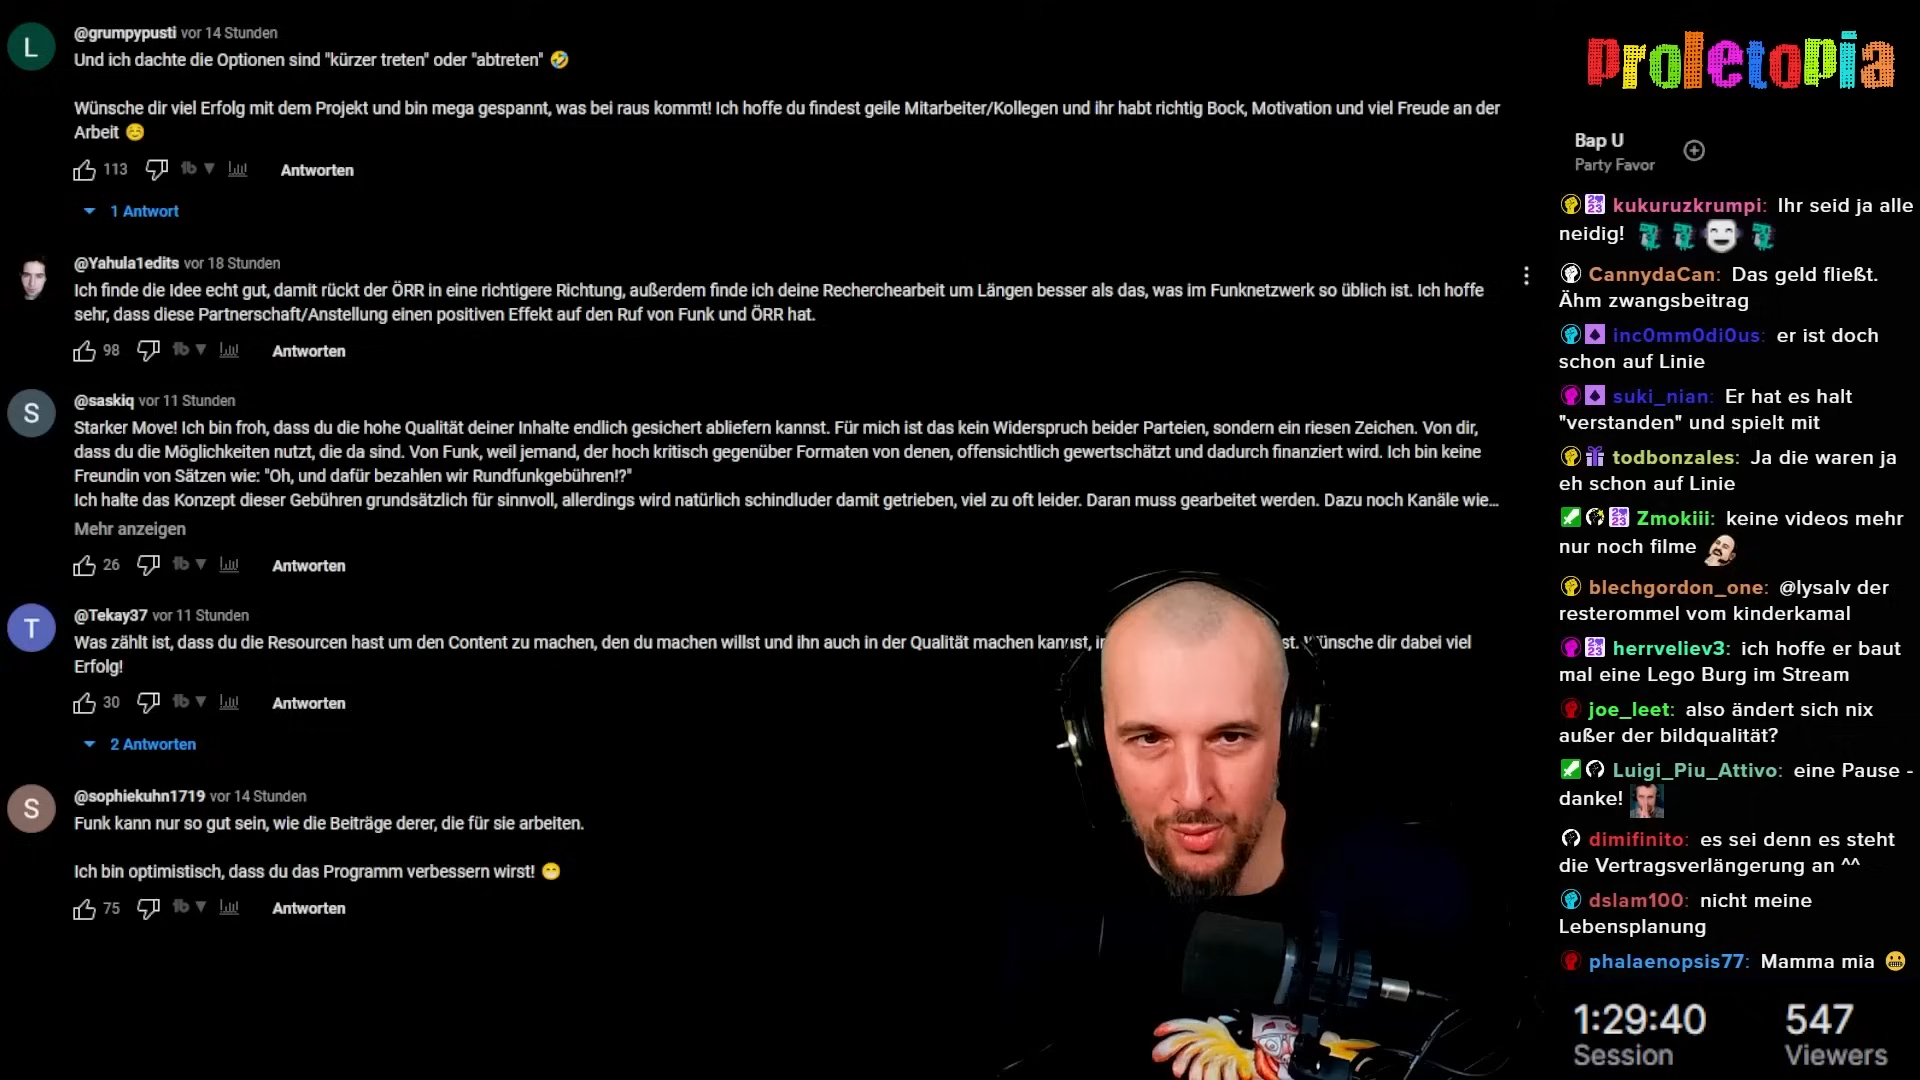 L
@grumpypusti vor 14 Stunden
Und ich dachte die Optionen sind "kürzer treten" oder "abtreten" 🤣
Wünsche dir viel Erfolg mit dem Projekt und bin mega gespannt, was bei raus kommt! Ich hoffe du findest geile Mitarbeiter/Kollegen und ihr habt richtig Bock, Motivation und viel Freude an der
Arbeit ☺️
113 Antworten
1 Antwort
@Yahula1edits vor 18 Stunden
Ich finde die Idee echt gut, damit rückt der ÖRR in eine richtigere Richtung, außerdem finde ich deine Recherchearbeit um Längen besser als das, was im Funknetzwerk so üblich ist. Ich hoffe
sehr, dass diese Partnerschaft/Anstellung einen positiven Effekt auf den Ruf von Funk und ÖRR hat.
98 Antworten
S
@saskiq vor 11 Stunden
Starker Move! Ich bin froh, dass du die hohe Qualität deiner Inhalte endlich gesichert abliefern kannst. Für mich ist das kein Widerspruch beider Parteien, sondern ein riesen Zeichen. Von dir,
dass du die Möglichkeiten nutzt, die da sind. Von Funk, weil jemand, der hoch kritisch gegenüber Formaten von denen, offensichtlich gewertschätzt und dadurch finanziert wird. Ich bin keine
Freundin von Sätzen wie: "Oh, und dafür bezahlen wir Rundfunkgebühren!?"
Ich halte das Konzept dieser Gebühren grundsätzlich für sinnvoll, allerdings wird natürlich schindluder damit getrieben, viel zu oft leider. Daran muss gearbeitet werden. Dazu noch Kanäle wie...
Mehr anzeigen
26 Antworten
T
@Tekay37 vor 11 Stunden
Was zählt ist, dass du die Resourcen hast um den Content zu machen, den du machen willst und ihn auch in der Qualität machen kannst, Wünsche dir dabei viel
Erfolg!
30 Antworten
2 Antworten
S
@sophiekuhn1719 vor 14 Stunden
Funk kann nur so gut sein, wie die Beiträge derer, die für sie arbeiten.
Ich bin optimistisch, dass du das Programm verbessern wirst! 😁
75 Antworten
Proletopia
Bap U
Party Favor
kukuruzkrumpi: Ihr seid ja alle
neidig!
CannydaCan: Das geld fließt.
Ähm zwangsbeitrag
inc0mm0di0us: er ist doch
schon auf Linie
suki_nian: Er hat es halt
"verstanden" und spielt mit
todbonzales: Ja die waren ja
eh schon auf Linie
Zmokiii: keine videos mehr
nur noch filme
blechgordon_one: @lysalv der
resterommel vom kinderkamal
herrveliev3: ich hoffe er baut
mal eine Lego Burg im Stream
joe_leet: also ändert sich nix
außer der bildqualität?
Luigi_Piu_Attivo: eine Pause -
danke!
dimifinito: es sei denn es steht
die Vertragsverlängerung an ^^
dslam100: nicht meine
Lebensplanung
phalaenopsis77: Mamma mia 😬
1:29:40 547
Session Viewers